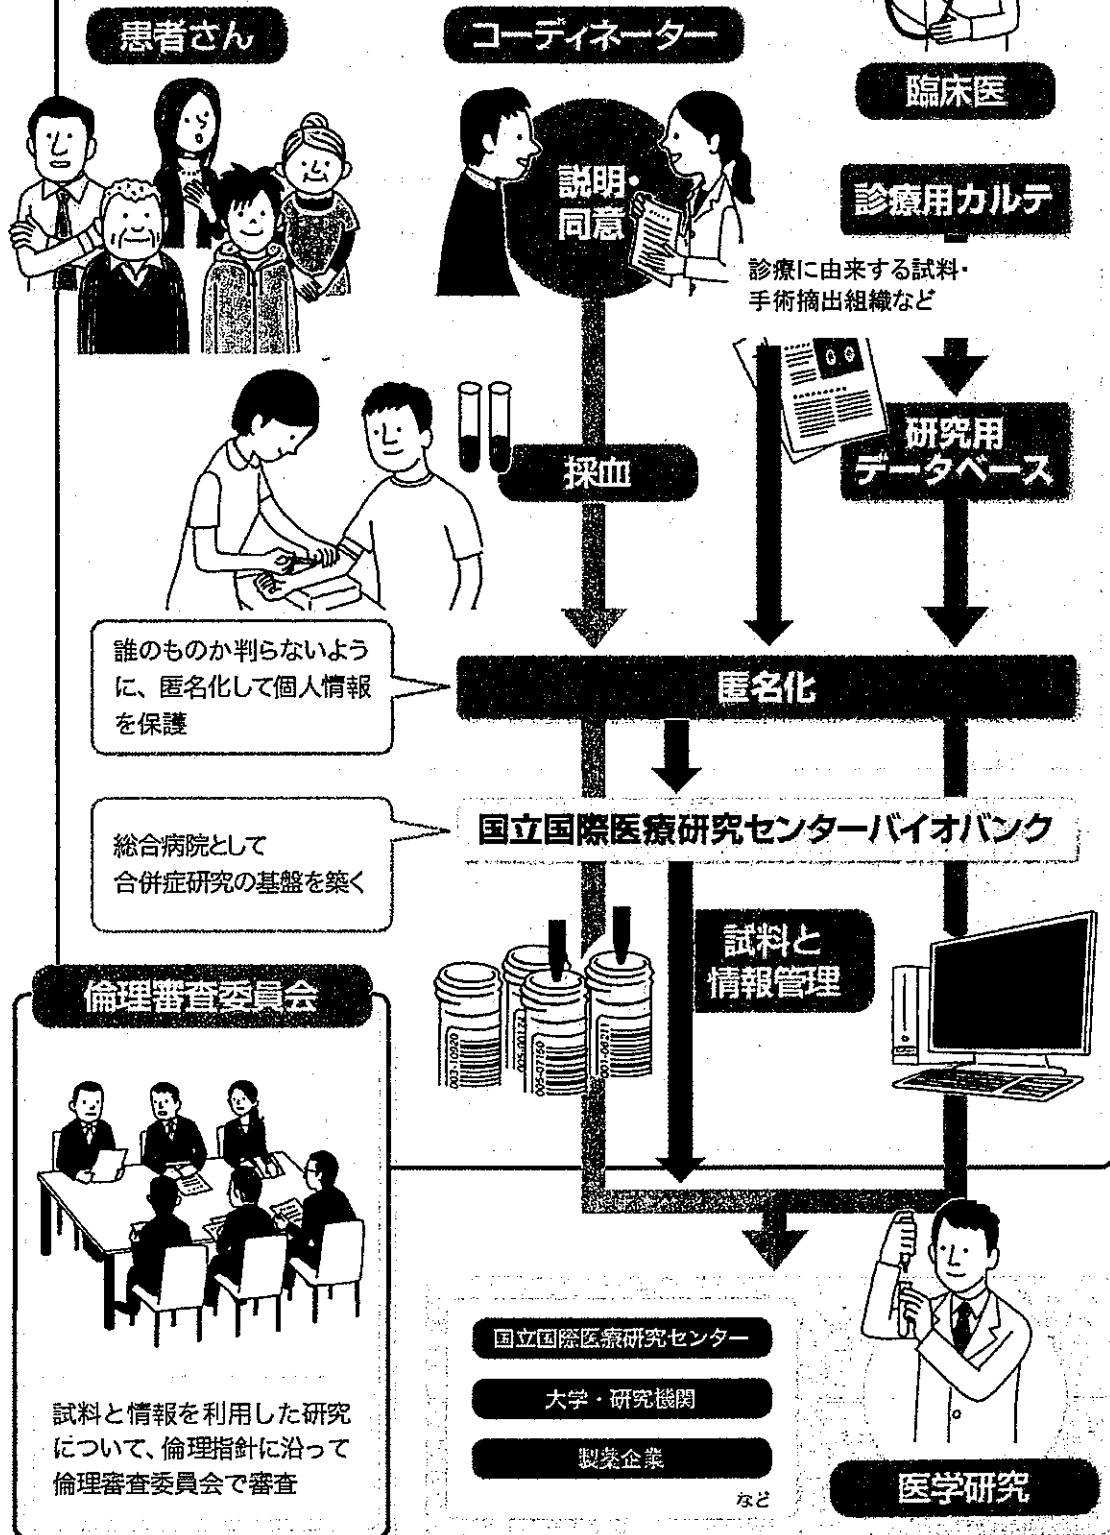 患者さん
コーディネーター
臨床医
説明・
同意
診療用カルテ
診療に由来する試料・
手術摘出組織など
研究用
データベース
採血
誰のものか判らないよう
に、匿名化して個人情報
を保護
匿名化
国立国際医療研究センターバイオバンク
総合病院として
合併症研究の基盤を築く
試料と
情報管理
003-10920
005-07150
001-06211
倫理審査委員会
試料と情報を利用した研究
について、倫理指針に沿って
倫理審査委員会で審査
国立国際医療研究センター
大学・研究機関
製薬企業
など
医学研究